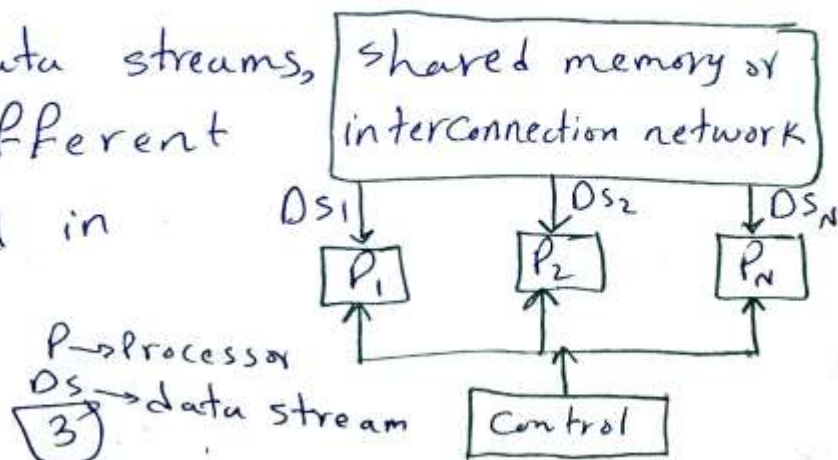 streams,
shared memory or
fferent
interconnection network
in
DS1
DS2
DSN
P1
P2
PN
P→Processor
DS→data stream
3
Control